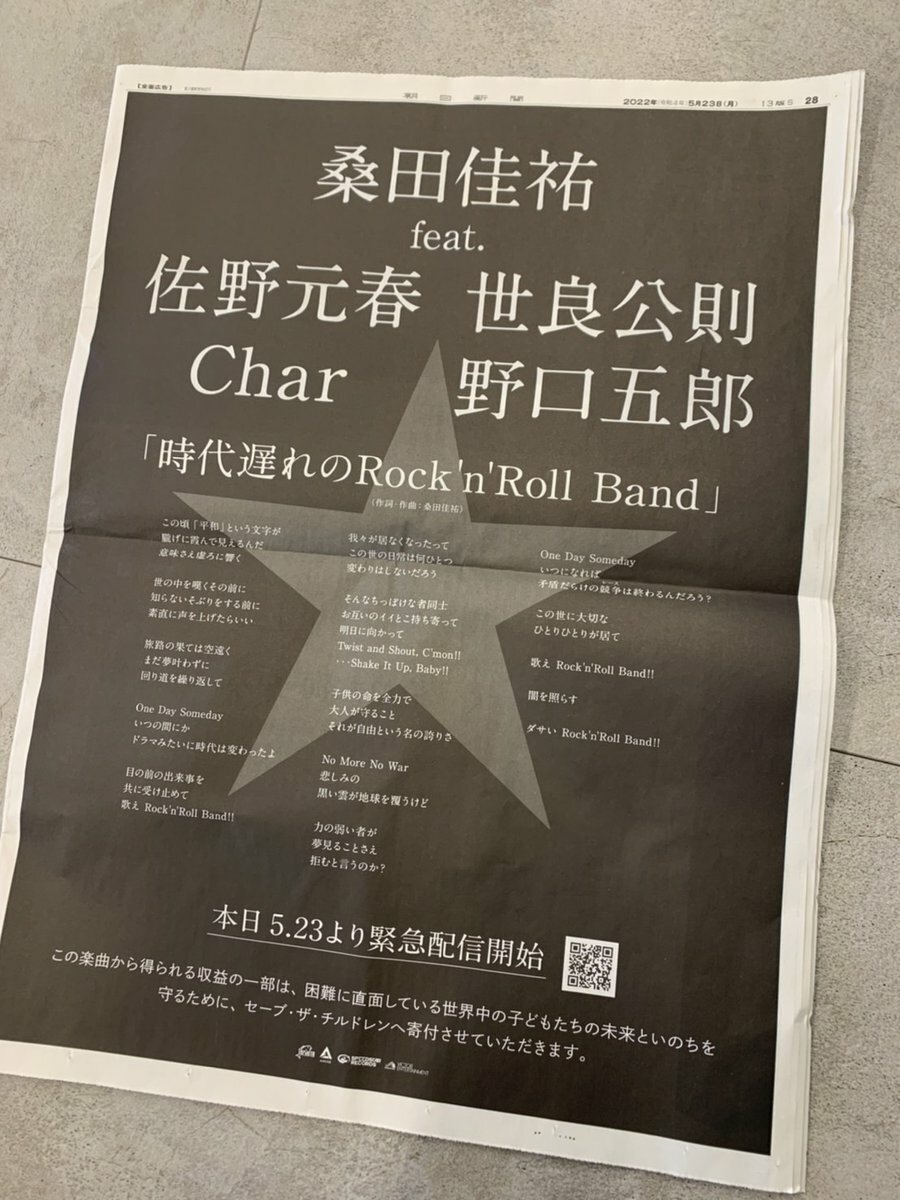 【全面広告】
朝日新聞
2022年(令和4年)5月23日(月)
13版S 28
桑田佳祐
feat.
佐野元春 世良公則
Char 野口五郎
「時代遅れのRock'n'Roll Band」
(作詞・作曲:桑田佳祐)
この頃「平和」という文字が
朧げに霞んで見えるんだ
意味さえ虚ろに響く
世の中を嘆くその前に
知らないそぶりをする前に
素直に声を上げたらいい
旅路の果ては空遠く
まだ夢叶わずに
回り道を繰り返して
One Day Someday
いつの間にか
ドラマみたいに時代は変わったよ
目の前の出来事を
共に受け止めて
歌え Rock'n'Roll Band!!
我々が居なくなったって
この世の日常は何ひとつ
変わりはしないだろう
そんなちっぽけな者同士
お互いのイイとこ持ち寄って
明日に向かって
Twist and Shout, C'mon!!
・・・Shake It Up, Baby!!
子供の命を全力で
大人が守ること
それが自由という名の誇りさ
No More No War
悲しみの
黒い雲が地球を覆うけど
力の弱い者が
夢見ることさえ
拒むと言うのか?
One Day Someday
いつになれば
矛盾だらけの競争は終わるんだろう?
この世に大切な
ひとりひとりが居て
歌え Rock'n'Roll Band!!
闇を照らす
ダサい Rock'n'Roll Band!!
本日 5.23より緊急配信開始
この楽曲から得られる収益の一部は、困難に直面している世界中の子どもたちの未来といのちを
守るために、セーブ・ザ・チルドレンへ寄付させていただきます。
SPEEDSTAR RECORDS
VICTOR ENTERTAINMENT